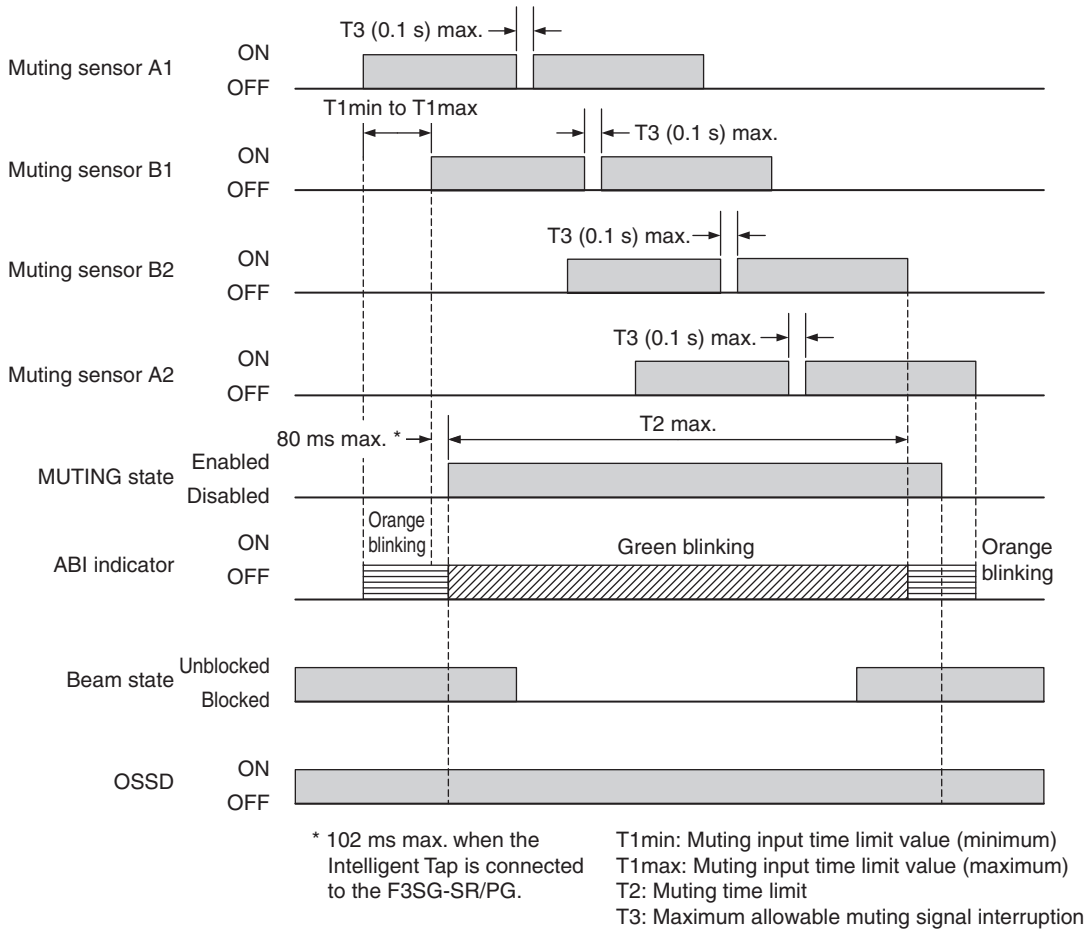 T3 (0.1 s) max.
ON
Muting sensor A1
OFF
T1min to T1max
T3 (0.1 s) max.
ON
Muting sensor B1
OFF
T3 (0.1 s) max.
ON
Muting sensor B2
OFF
T3 (0.1 s) max.
ON
Muting sensor A2
OFF
T2 max.
80 ms max. *
Enabled
MUTING state
Disabled
Orange
blinking
ON
Green blinking
Orange
blinking
ABI indicator
OFF
Unblocked
Beam state
Blocked
ON
OSSD
OFF
* 102 ms max. when the
Intelligent Tap is connected
to the F3SG-SR/PG.
T1min: Muting input time limit value (minimum)
T1max: Muting input time limit value (maximum)
T2: Muting time limit
T3: Maximum allowable muting signal interruption